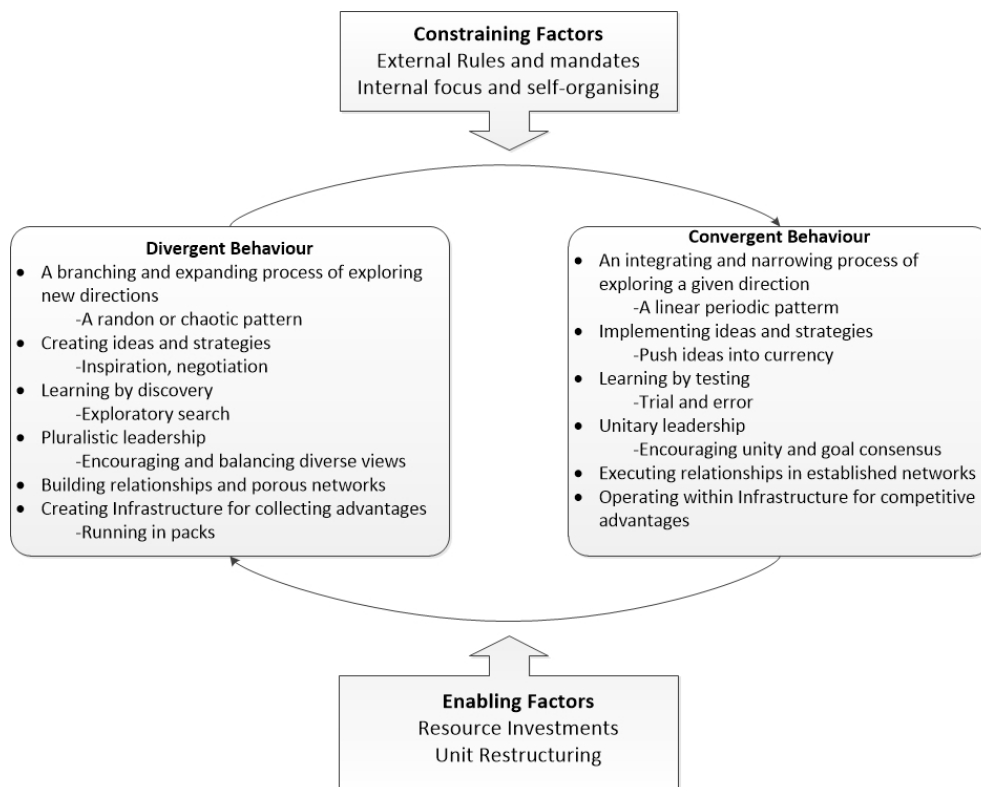 Constraining Factors
External Rules and mandates
Internal focus and self-organising
Divergent Behaviour
• A branching and expanding process of exploring
new directions
-A randon or chaotic pattern
• Creating ideas and strategies
-Inspiration, negotiation
• Learning by discovery
-Exploratory search
• Pluralistic leadership
-Encouraging and balancing diverse views
• Building relationships and porous networks
• Creating Infrastructure for collecting advantages
-Running in packs
Convergent Behaviour
• An integrating and narrowing process of
exploring a given direction
-A linear periodic patterm
• Implementing ideas and strategies
-Push ideas into currency
• Learning by testing
-Trial and error
• Unitary leadership
-Encouraging unity and goal consensus
• Executing relationships in established networks
• Operating within Infrastructure for competitive
advantages
Enabling Factors
Resource Investments
Unit Restructuring